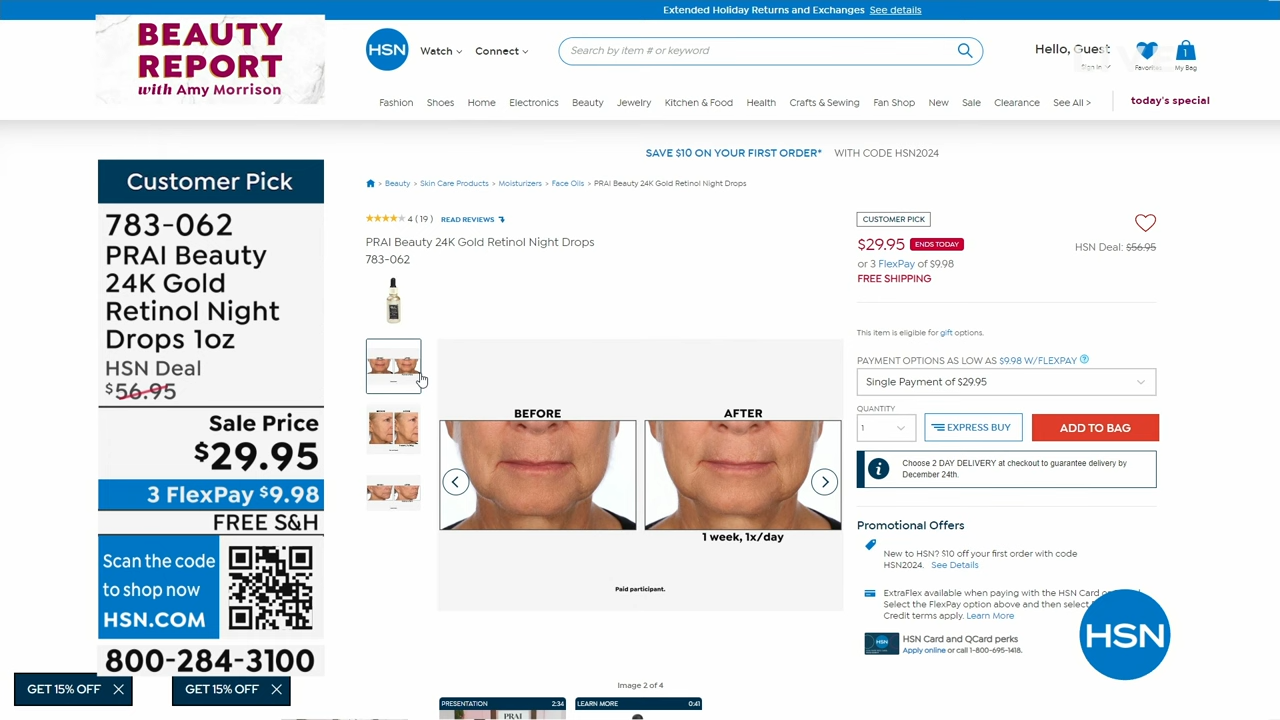 Extended Holiday Returns and Exchanges See details
BEAUTY
REPORT
with Amy Morrison
HSN
Watch
Connect
Search by item # or keyword
Hello, Guest
Sign In
Favorites
1
My Bag
Fashion Shoes Home Electronics Beauty Jewelry Kitchen & Food Health Crafts & Sewing Fan Shop New Sale Clearance See All > today's special
SAVE $10 ON YOUR FIRST ORDER* WITH CODE HSN2024
Customer Pick
783-062
PRAI Beauty
24K Gold
Retinol Night
Drops 1oz
HSN Deal
$56.95
Sale Price
$29.95
3 FlexPay $9.98
FREE S&H
Scan the code
to shop now
HSN.COM
800-284-3100
GET 15% OFF
GET 15% OFF
> Beauty > Skin Care Products > Moisturizers > Face Oils > PRAI Beauty 24K Gold Retinol Night Drops
4 ( 19 ) READ REVIEWS
PRAI Beauty 24K Gold Retinol Night Drops
783-062
BEFORE AFTER
1 week, 1x/day
Paid participant.
Image 2 of 4
PRESENTATION 2:34
PRAI
LEARN MORE 0:41
CUSTOMER PICK
$29.95 ENDS TODAY
HSN Deal: $56.95
or 3 FlexPay of $9.98
FREE SHIPPING
This item is eligible for gift options.
PAYMENT OPTIONS AS LOW AS $9.98 W/FLEXPAY
Single Payment of $29.95
QUANTITY
1
EXPRESS BUY
ADD TO BAG
Choose 2 DAY DELIVERY at checkout to guarantee delivery by
December 24th.
Promotional Offers
New to HSN? $10 off your first order with code
HSN2024. See Details
ExtraFlex available when paying with the HSN Card
Select the FlexPay option above and then select
Credit terms apply. Learn More
HSN Card and QCard perks
Apply online or call 1-800-695-1418.
HSN